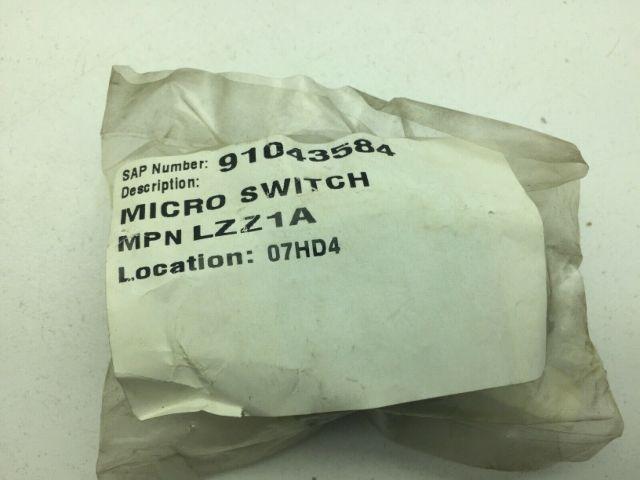 SAP Number: 91043584
Description:
MICRO SWITCH
MPN LZZ1A
Location: 07HD4